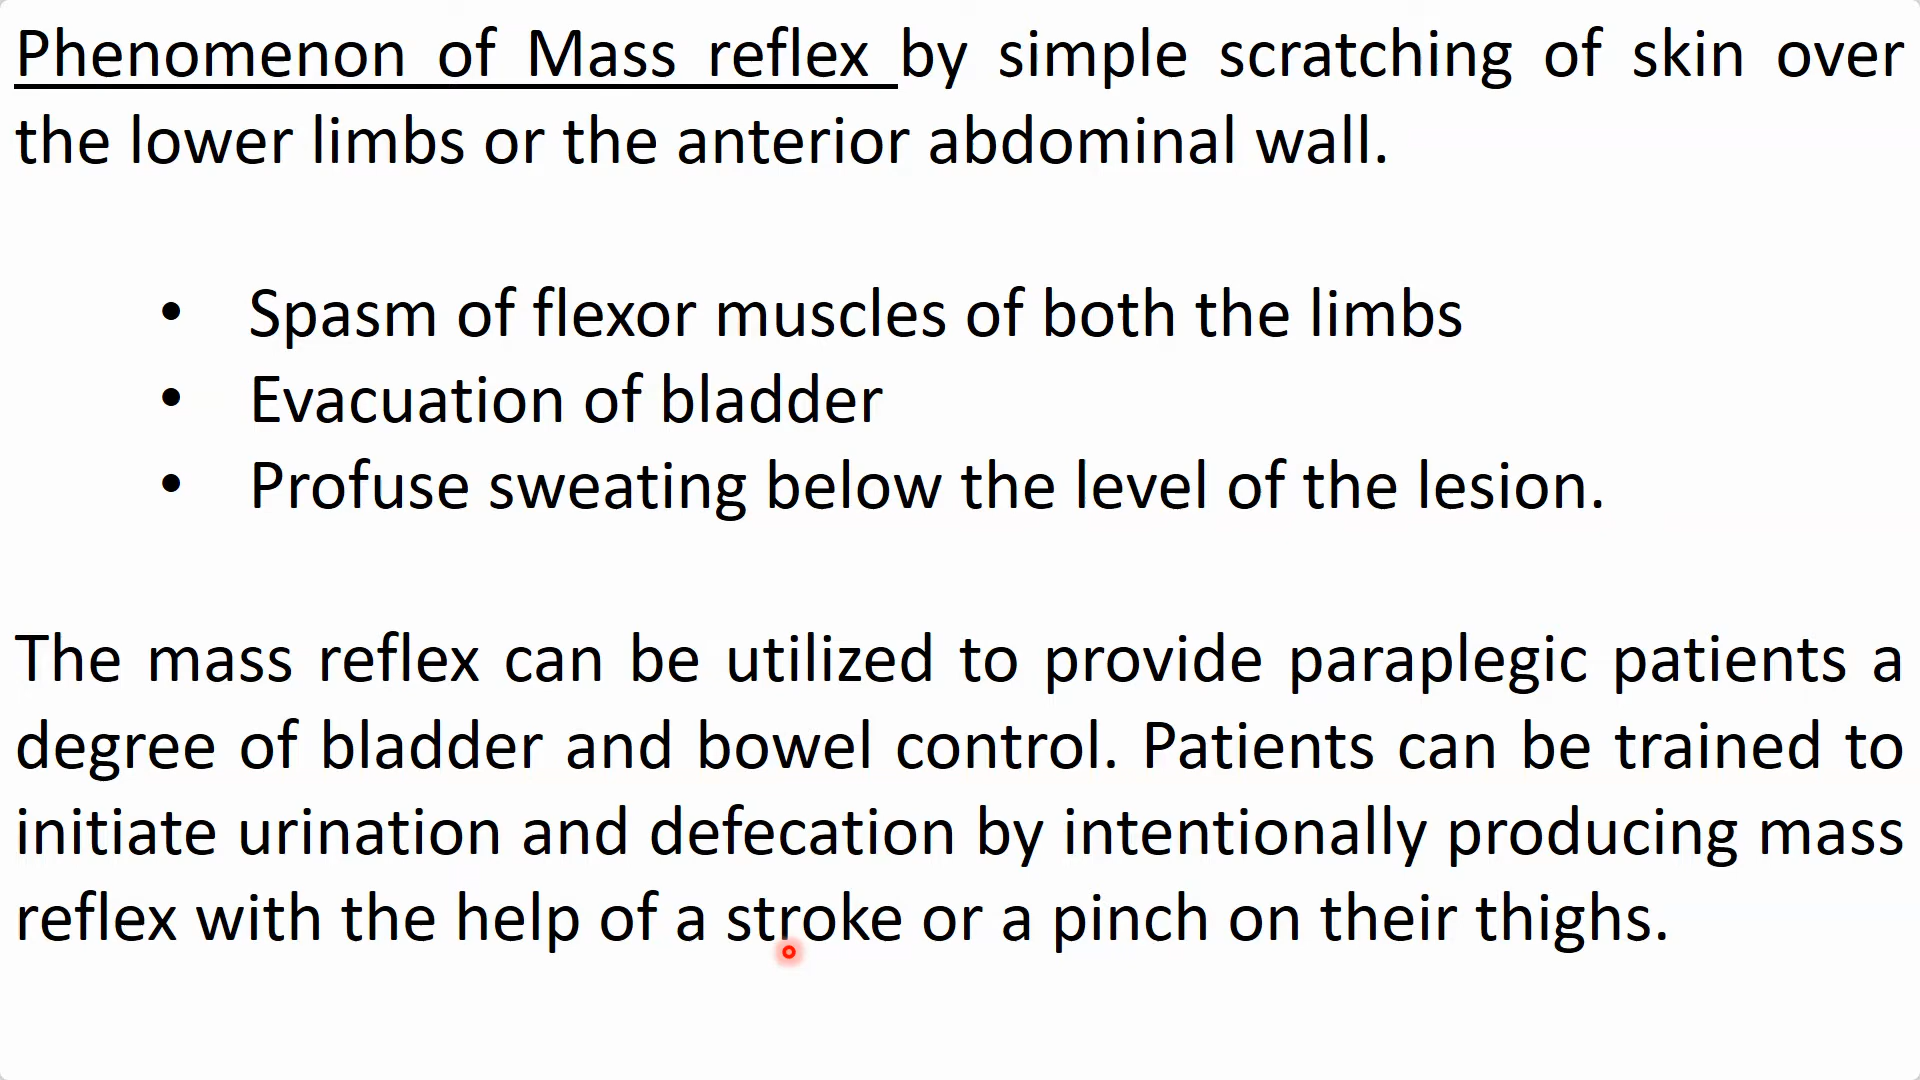 Phenomenon of Mass reflex by simple scratching of skin over
the lower limbs or the anterior abdominal wall.
• Spasm of flexor muscles of both the limbs
• Evacuation of bladder
• Profuse sweating below the level of the lesion.
The mass reflex can be utilized to provide paraplegic patients a
degree of bladder and bowel control. Patients can be trained to
initiate urination and defecation by intentionally producing mass
reflex with the help of a stroke or a pinch on their thighs.